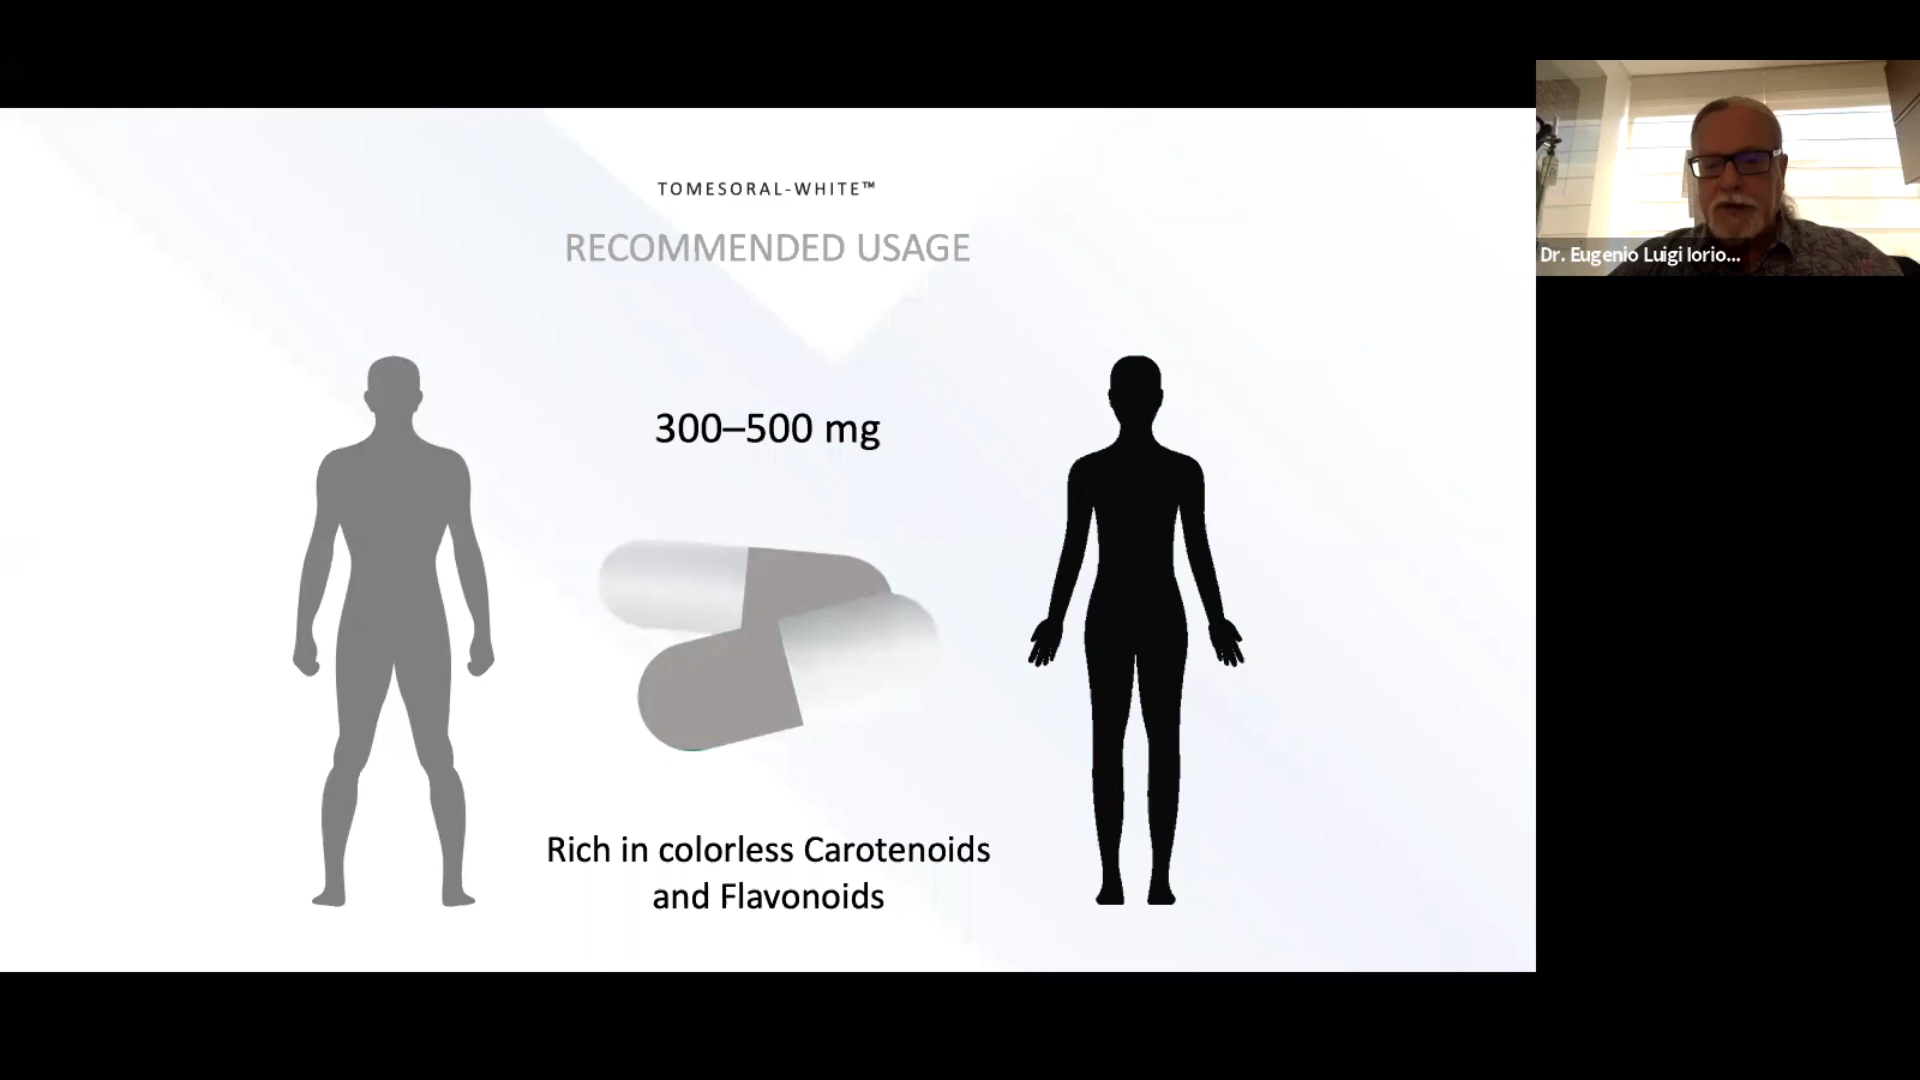 TOMESORAL-WHITE™
RECOMMENDED USAGE
300–500 mg
Rich in colorless Carotenoids
and Flavonoids
Dr. Eugenio Luigi Iorio...